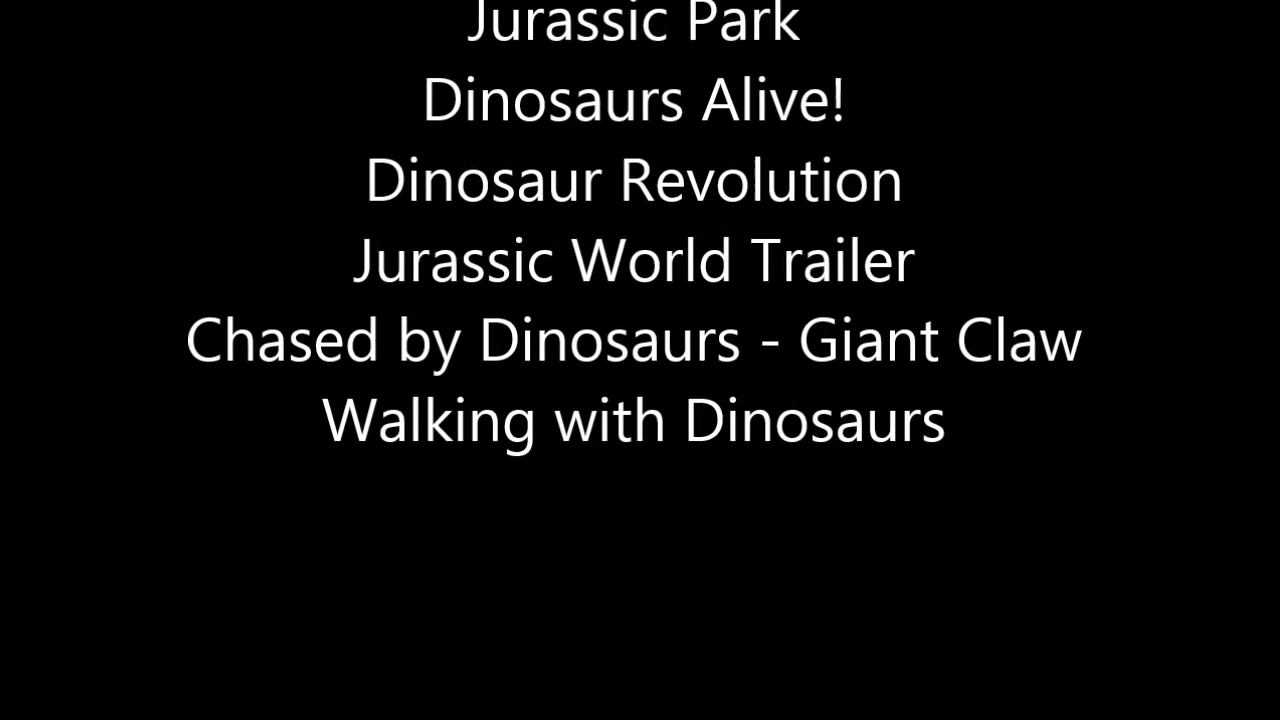 Jurassic Park
Dinosaurs Alive!
Dinosaur Revolution
Jurassic World Trailer
Chased by Dinosaurs - Giant Claw
Walking with Dinosaurs